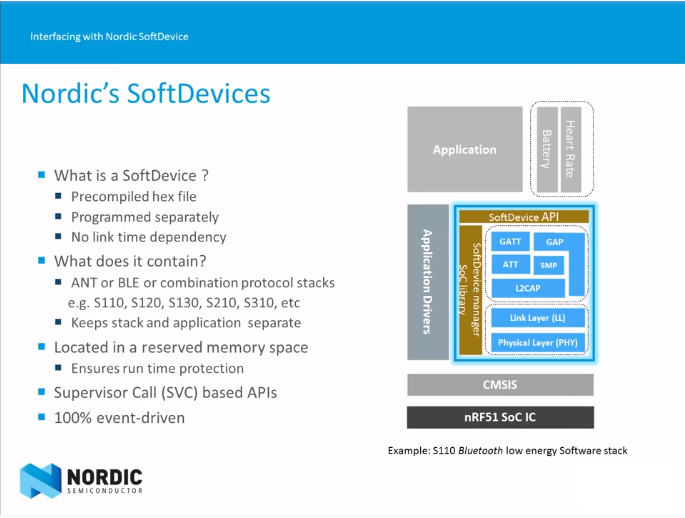 Interfacing with Nordic SoftDevice
Nordic's SoftDevices
What is a SoftDevice ?
Precompiled hex file
Programmed separately
No link time dependency
What does it contain?
ANT or BLE or combination protocol stacks
e.g. S110, S120, S130, S210, S310, etc
Keeps stack and application separate
Located in a reserved memory space
Ensures run time protection
Supervisor Call (SVC) based APIs
100% event-driven
Application
Battery
Heart Rate
Application Drivers
SoftDevice API
SoC library
SoftDevice manager
GATT
GAP
ATT
SMP
L2CAP
Link Layer (LL)
Physical Layer (PHY)
CMSIS
nRF51 SoC IC
Example: S110 Bluetooth low energy Software stack
NORDIC
SEMICONDUCTOR